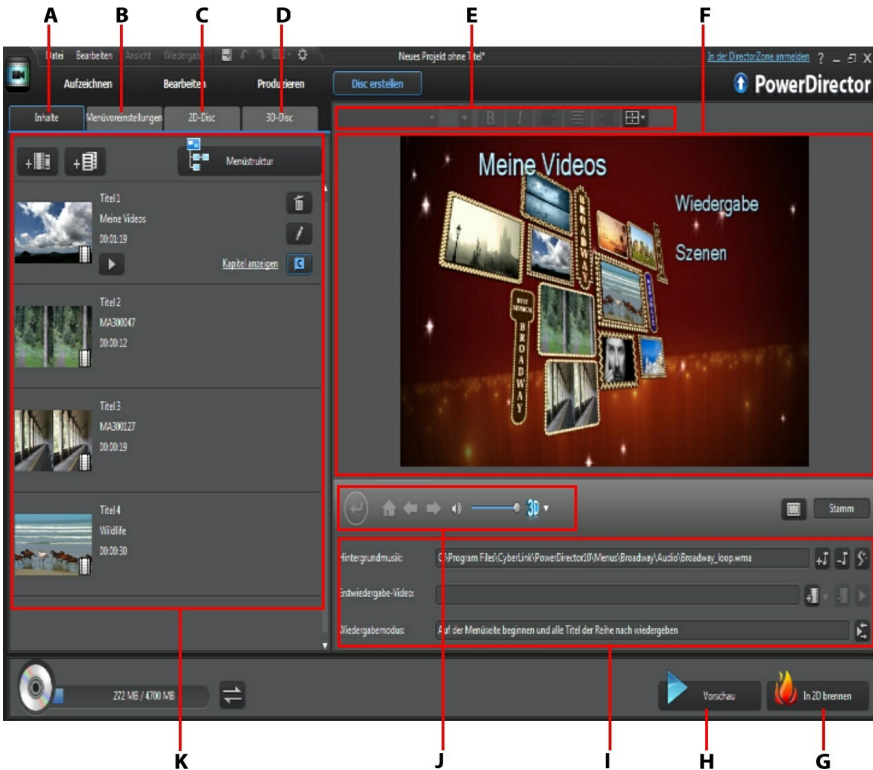 A B C D E F
Datei Bearbeiten Ansicht Wiedergabe Neues Projekt ohne Titel* In der DirectorZone anmelden ? X
Aufzeichnen Bearbeiten Produzieren Disc erstellen PowerDirector
Inhalte Menüvoreinstellungen 2D-Disc 3D-Disc B I
Menüstruktur
Titel 1
Meine Videos
00:01:19
Kapitel anzeigen
Titel 2
MA300047
00:00:12
Titel 3
MA300127
00:00:19
Titel 4
Wildlife
00:00:30
Meine Videos
Wiedergabe
Szenen
BROADWAY
BEST MUSICAL
BROADWAY
3D Stamm
Hintergrundmusik: C:\Program Files\CyberLink\PowerDirector10\Menus\Broadway\Audio\Broadway_loop.wma
Erstwiedergabe-Video:
Wiedergabemodus: Auf der Menüseite beginnen und alle Titel der Reihe nach wiedergeben
272 MB / 4700 MB Vorschau In 2D brennen
K J I H G